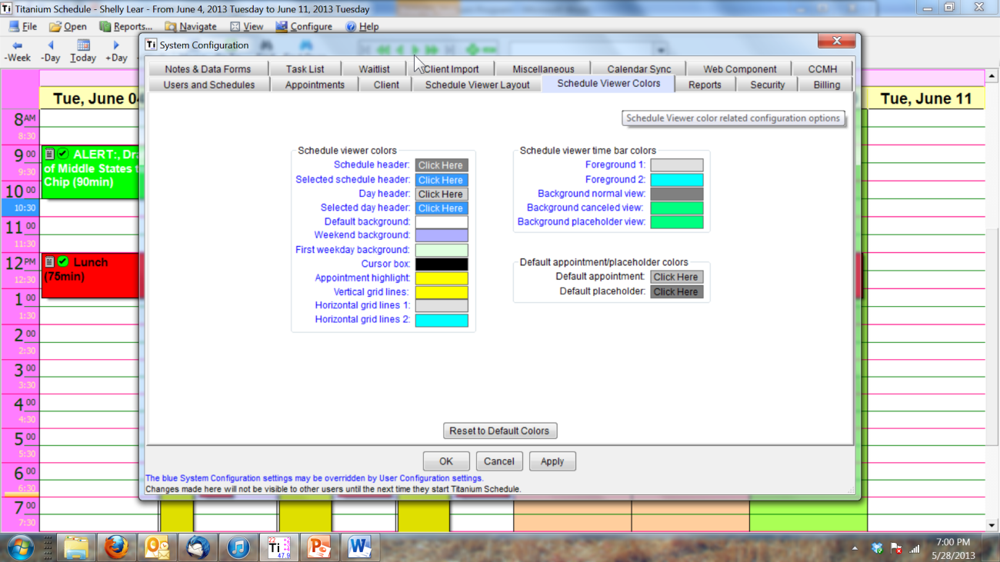 Ti Titanium Schedule - Shelly Lear - From June 4, 2013 Tuesday to June 11, 2013 Tuesday
File Open Reports... Navigate View Configure Help
-Week -Day Today +Day
Ti System Configuration
Notes & Data Forms Task List Waitlist Client Import Miscellaneous Calendar Sync Web Component CCMH
Users and Schedules Appointments Client Schedule Viewer Layout Schedule Viewer Colors Reports Security Billing
Schedule Viewer color related configuration options
Tue, June 04
Tue, June 11
8 AM
8:30
9 00
9:30
10 00
10:30
11 00
11:30
12 PM
12:30
1 00
1:30
2 00
2:30
3 00
3:30
4 00
4:30
5 00
5:30
6 00
6:30
7 00
7:30
ALERT:, Dr
of Middle States
Chip (90min)
Lunch
(75min)
Schedule viewer colors
Schedule header: Click Here
Selected schedule header: Click Here
Day header: Click Here
Selected day header: Click Here
Default background:
Weekend background:
First weekday background:
Cursor box:
Appointment highlight:
Vertical grid lines:
Horizontal grid lines 1:
Horizontal grid lines 2:
Schedule viewer time bar colors
Foreground 1:
Foreground 2:
Background normal view:
Background canceled view:
Background placeholder view:
Default appointment/placeholder colors
Default appointment: Click Here
Default placeholder: Click Here
Reset to Default Colors
OK Cancel Apply
The blue System Configuration settings may be overridden by User Configuration settings.
Changes made here will not be visible to other users until the next time they start Titanium Schedule.
22
Ti
47.9
7:00 PM
5/28/2013